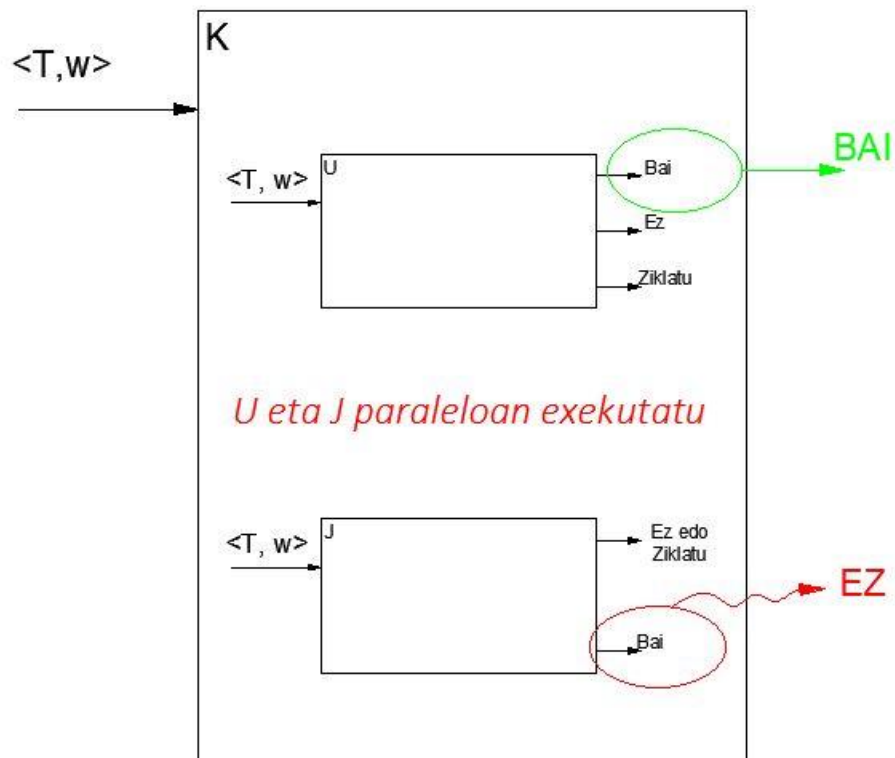 K
<T,w>
U
<T, w>
Bai
BAI
Ez
Ziklatu
U eta J paraleloan exekutatu
J
<T, w>
Ez edo
Ziklatu
EZ
Bai